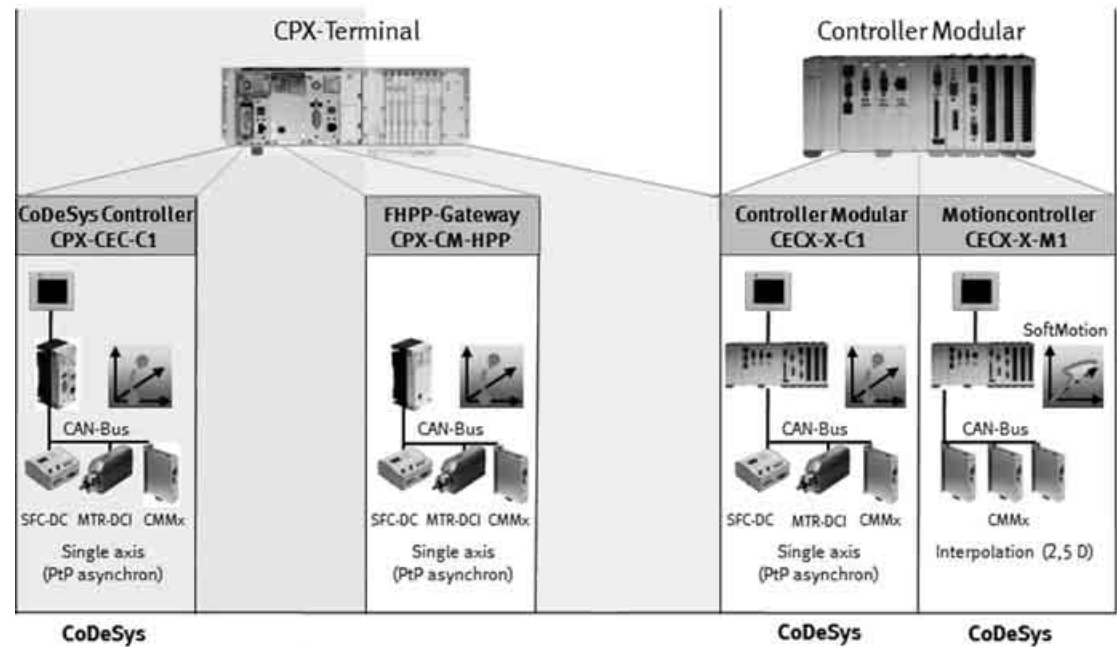 CPX-Terminal
Controller Modular
CoDeSys Controller
CPX-CEC-C1
FHPP-Gateway
CPX-CM-HPP
Controller Modular
CECX-X-C1
Motioncontroller
CECX-X-M1
SoftMotion
CAN-Bus
CAN-Bus
CAN-Bus
CAN-Bus
SFC-DC MTR-DCI CMMx
SFC-DC MTR-DCI CMMx
SFC-DC MTR-DCI CMMx
CMMx
Single axis
(PtP asynchron)
Single axis
(PtP asynchron)
Single axis
(PtP asynchron)
Interpolation (2,5 D)
CoDeSys
CoDeSys
CoDeSys